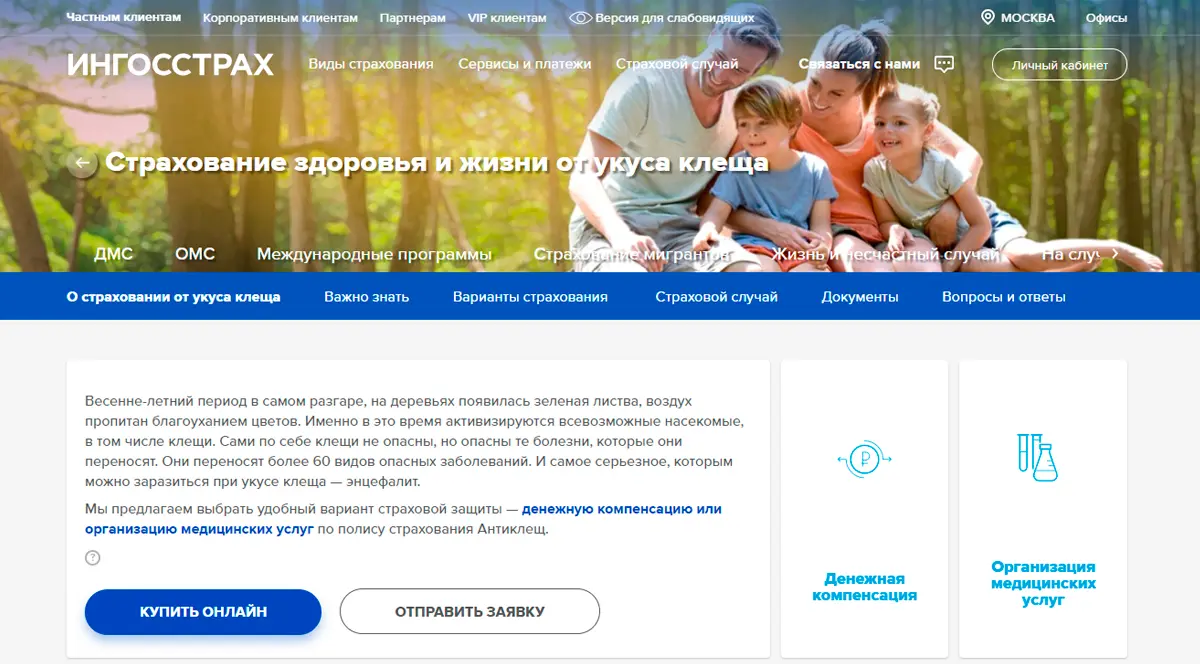 Частным клиентам Корпоративным клиентам Партнерам VIP клиентам Версия для слабовидящих МОСКВА Офисы
ИНГОССТРАХ Виды страхования Сервисы и платежи Страховой случай Связаться с нами Личный кабинет
Страхование здоровья и жизни от укуса клеща
ДМС ОМС Международные программы Страхование мигрантов Жизнь и несчастный случай На слу
О страховании от укуса клеща Важно знать Варианты страхования Страховой случай Документы Вопросы и ответы
Весенне-летний период в самом разгаре, на деревьях появилась зеленая листва, воздух
пропитан благоуханием цветов. Именно в это время активизируются всевозможные насекомые,
в том числе клещи. Сами по себе клещи не опасны, но опасны те болезни, которые они
переносят. Они переносят более 60 видов опасных заболеваний. И самое серьезное, которым
можно заразиться при укусе клеща — энцефалит.
Мы предлагаем выбрать удобный вариант страховой защиты — денежную компенсацию или
организацию медицинских услуг по полису страхования Антиклещ.
?
КУПИТЬ ОНЛАЙН ОТПРАВИТЬ ЗАЯВКУ
Денежная
компенсация
Организация
медицинских
услуг